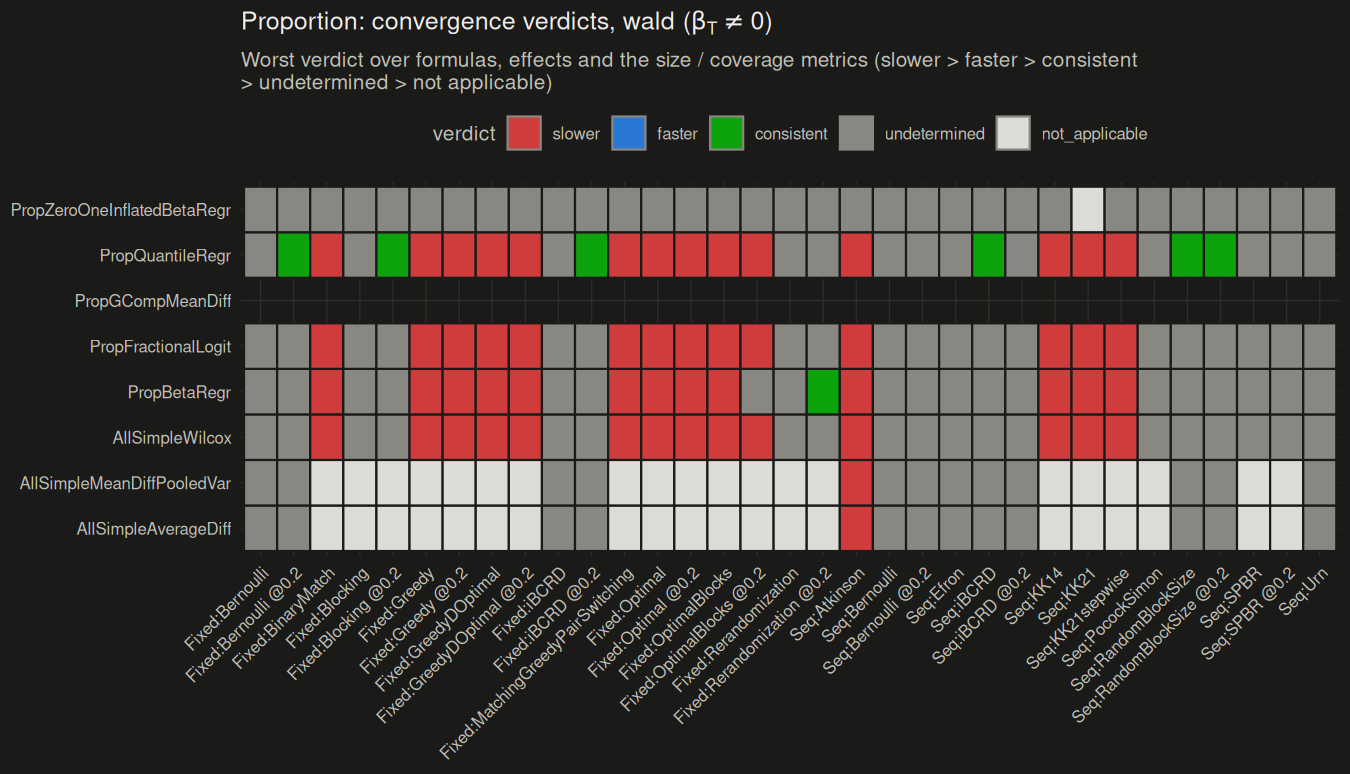 Proportion: convergence verdicts, wald (βT ≠ 0)
Worst verdict over formulas, effects and the size / coverage metrics (slower > faster > consistent
> undetermined > not applicable)
verdict slower faster consistent undetermined not_applicable
PropZeroOneInflatedBetaRegr
PropQuantileRegr
PropGCompMeanDiff
PropFractionalLogit
PropBetaRegr
AllSimpleWilcox
AllSimpleMeanDiffPooledVar
AllSimpleAverageDiff
Fixed:Bernoulli
Fixed:Bernoulli @0.2
Fixed:BinaryMatch
Fixed:Blocking
Fixed:Blocking @0.2
Fixed:Greedy
Fixed:Greedy @0.2
Fixed:GreedyDOptimal
Fixed:GreedyDOptimal @0.2
Fixed:iBCRD
Fixed:iBCRD @0.2
Fixed:MatchingGreedyPairSwitching
Fixed:Optimal
Fixed:Optimal @0.2
Fixed:OptimalBlocks
Fixed:OptimalBlocks @0.2
Fixed:Rerandomization
Fixed:Rerandomization @0.2
Seq:Atkinson
Seq:Bernoulli
Seq:Bernoulli @0.2
Seq:Efron
Seq:iBCRD
Seq:iBCRD @0.2
Seq:KK14
Seq:KK21
Seq:KK21stepwise
Seq:PocockSimon
Seq:RandomBlockSize
Seq:RandomBlockSize @0.2
Seq:SPBR
Seq:SPBR @0.2
Seq:Urn